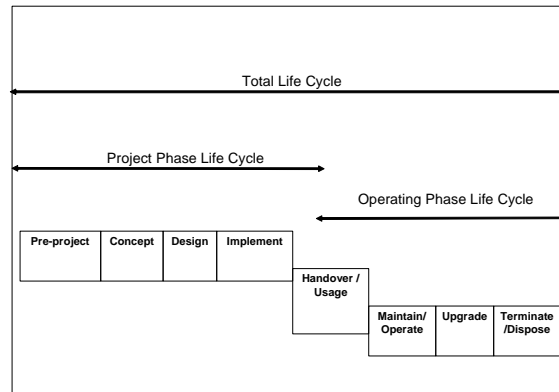 Total Life Cycle
Project Phase Life Cycle
Operating Phase Life Cycle
Pre-project
Concept
Design
Implement
Handover /
Usage
Maintain/
Operate
Upgrade
Terminate
/Dispose